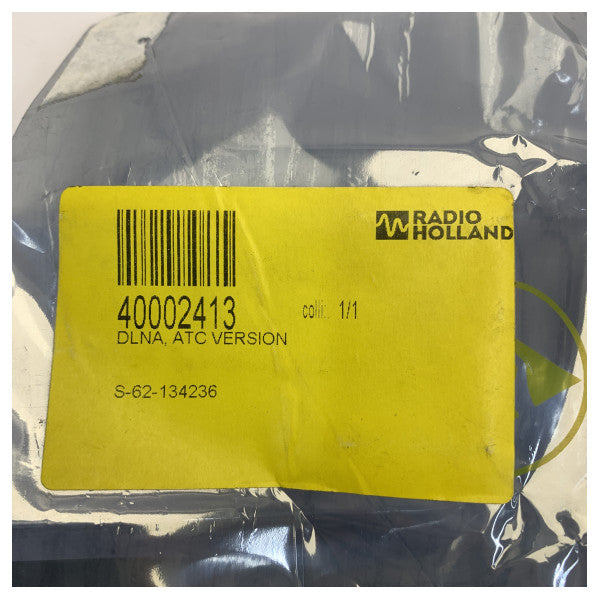 RADIO
HOLLAND
40002413
colli: 1/1
DLNA, ATC VERSION
S-62-134236